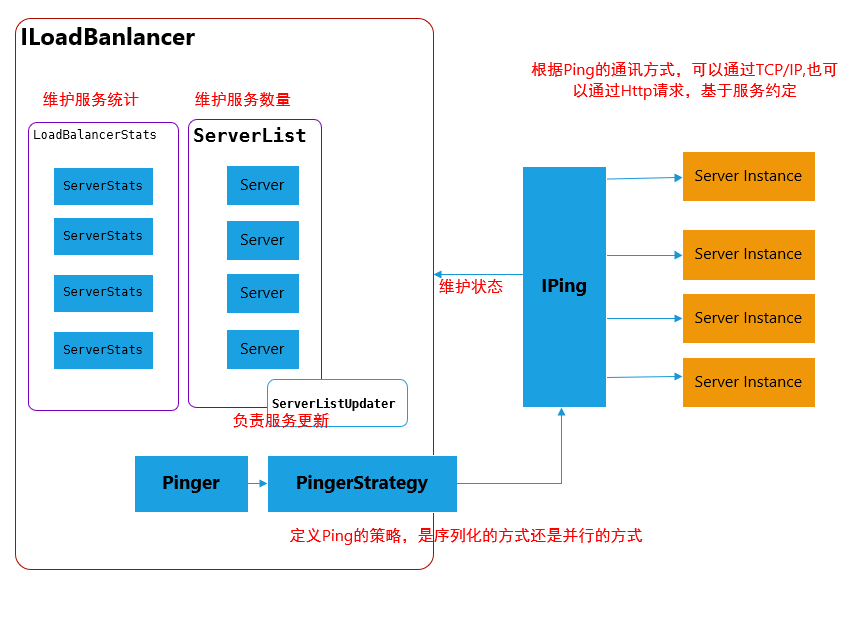 ILoadBanlancer
根据Ping的通讯方式，可以通过TCP/IP,也可
以通过Http请求，基于服务约定
维护服务统计
维护服务数量
LoadBalancerStats
ServerList
ServerStats
ServerStats
ServerStats
ServerStats
Server
Server
Server
Server
ServerListUpdater
负责服务更新
维护状态
IPing
Server Instance
Server Instance
Server Instance
Server Instance
Pinger
PingerStrategy
定义Ping的策略，是序列化的方式还是并行的方式